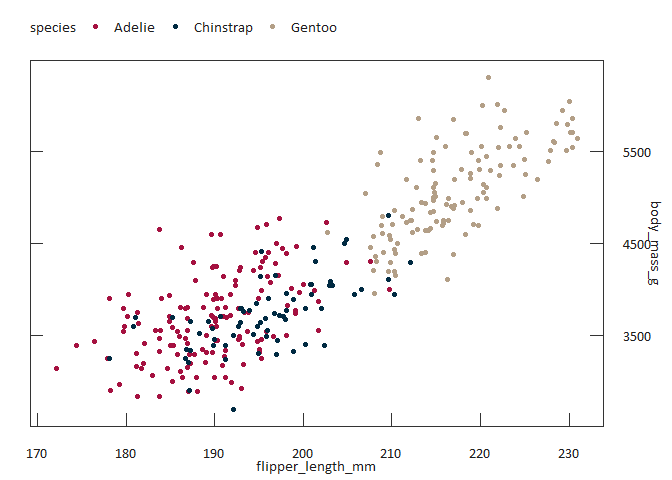 species Adelie Chinstrap Gentoo
5500
4500
3500
body_mass_g
170 180 190 200 210 220 230
flipper_length_mm